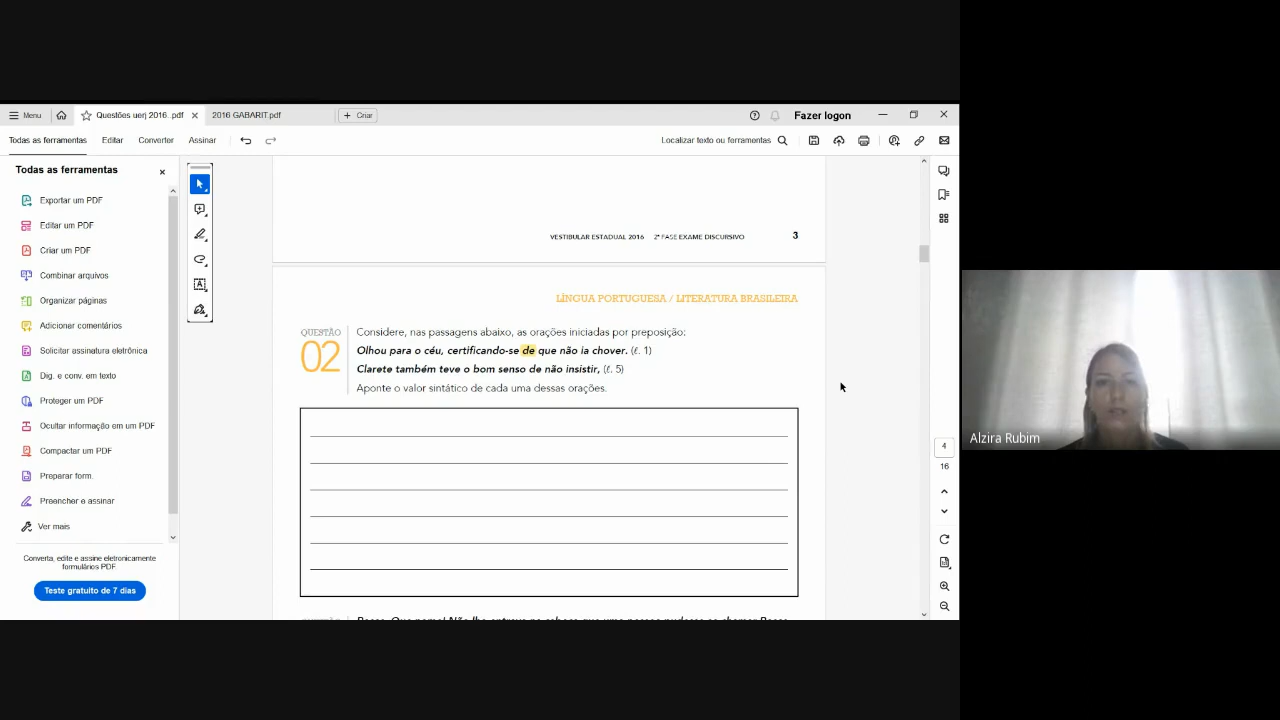 Menu
Questões uerj 2016..pdf
2016 GABARIT.pdf
Criar
Fazer logon
Todas as ferramentas
Editar
Converter
Assinar
Localizar texto ou ferramentas
Todas as ferramentas
Exportar um PDF
Editar um PDF
Criar um PDF
Combinar arquivos
Organizar páginas
Adicionar comentários
Solicitar assinatura eletrônica
Dig. e conv. em texto
Proteger um PDF
Ocultar informação em um PDF
Compactar um PDF
Preparar form.
Preencher e assinar
Ver mais
Converta, edite e assine eletronicamente
formulários PDF
Teste gratuito de 7 dias
VESTIBULAR ESTADUAL 2016 2ª FASE EXAME DISCURSIVO 3
LÍNGUA PORTUGUESA / LITERATURA BRASILEIRA
QUESTÃO
02
Considere, nas passagens abaixo, as orações iniciadas por preposição:
Olhou para o céu, certificando-se de que não ia chover. (ℓ. 1)
Clarete também teve o bom senso de não insistir, (ℓ. 5)
Aponte o valor sintático de cada uma dessas orações.
4
16
Alzira Rubim